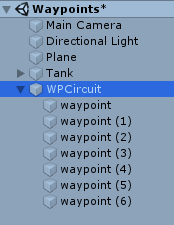 Waypoints*
Main Camera
Directional Light
Plane
Tank
WPCircuit
waypoint
waypoint (1)
waypoint (2)
waypoint (3)
waypoint (4)
waypoint (5)
waypoint (6)